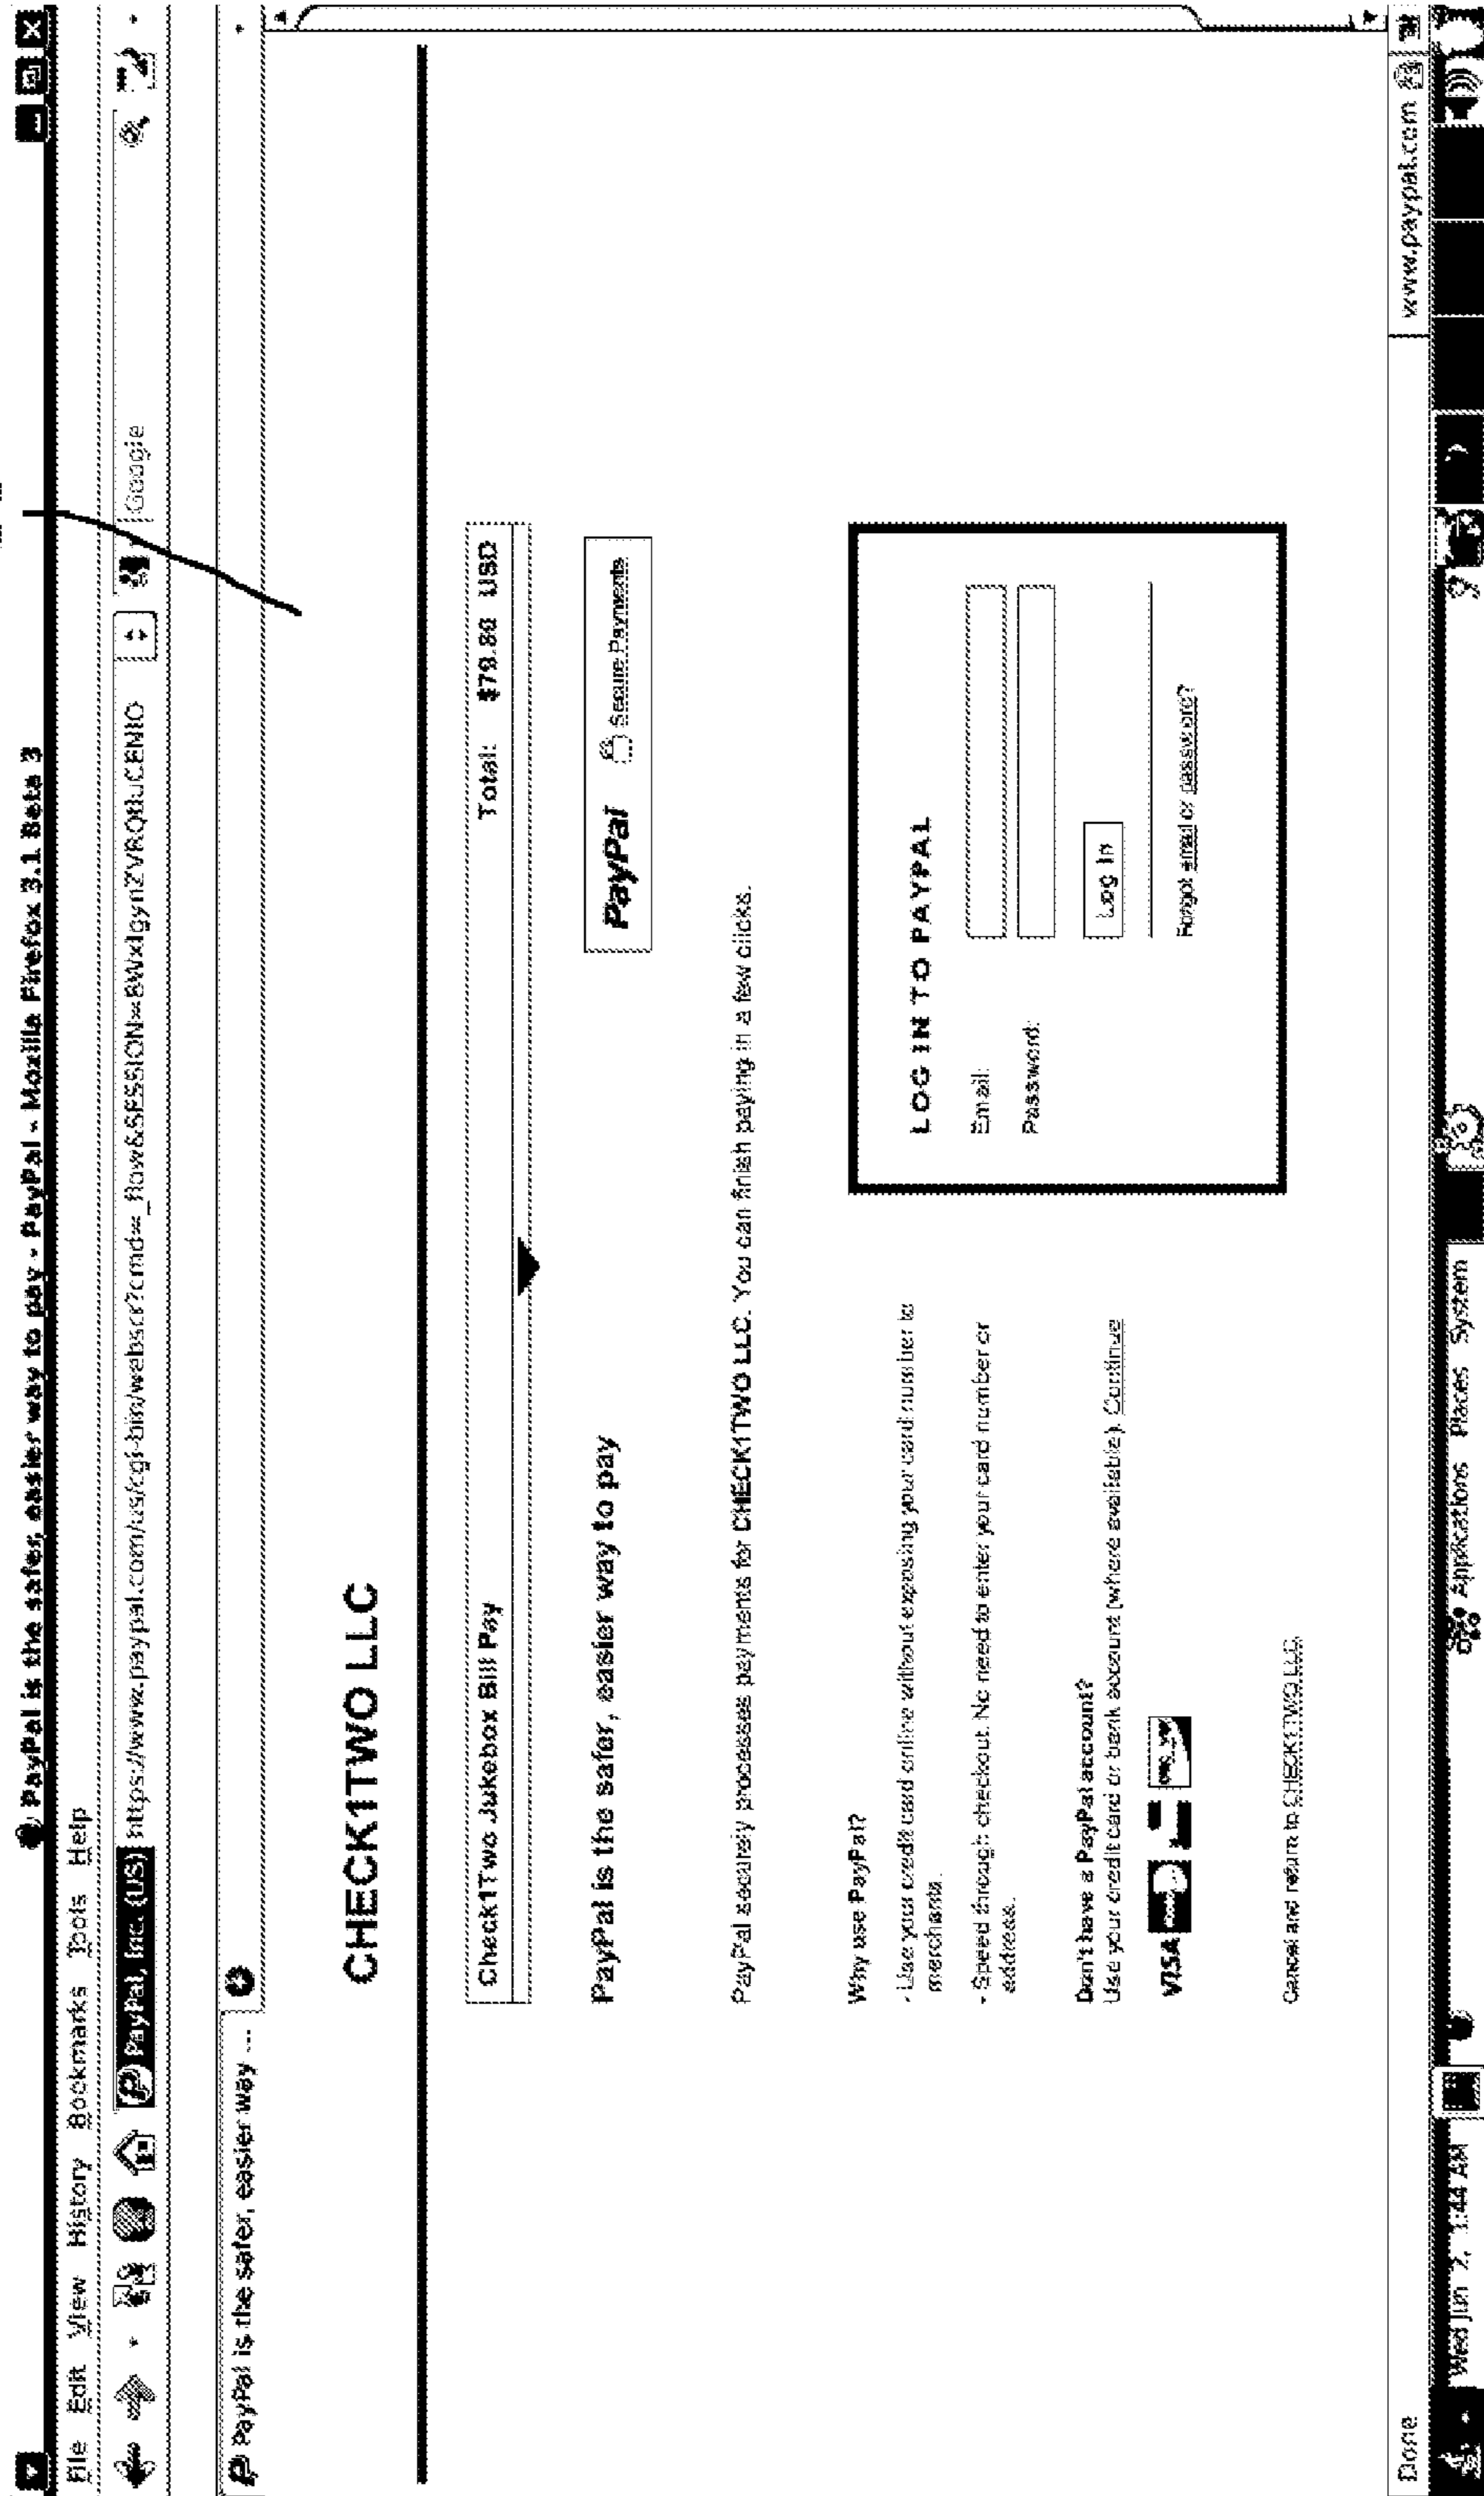 PayPal is the safer, easier way to pay - PayPal - Mozilla Firefox 3.1 Beta 3
File Edit View History Bookmarks Tools Help
PayPal, Inc. (US) https://www.paypal.com/us/cgi-bin/webscr?cmd=_flow&SESSION= Google
PayPal is the safer, easier way ...
CHECK1TWO LLC
Check1Two Jukebox Bill Pay Total: $79.80 USD
PayPal is the safer, easier way to pay
PayPal Secure Payments
PayPal securely processes payments for CHECK1TWO LLC. You can finish paying in a few clicks.
Why use PayPal?
- Use your credit card online without exposing your card number to
merchants.
- Speed through checkout. No need to enter your card number or
address.
Don't have a PayPal account?
Use your credit card or bank account (where available). Continue
VISA
Cancel and return to CHECK1TWO LLC.
LOG IN TO PAYPAL
Email:
Password:
Log In
Forgot email or password?
Done www.paypal.com
Wed Jun 2, 1:44 AM Applications Places System